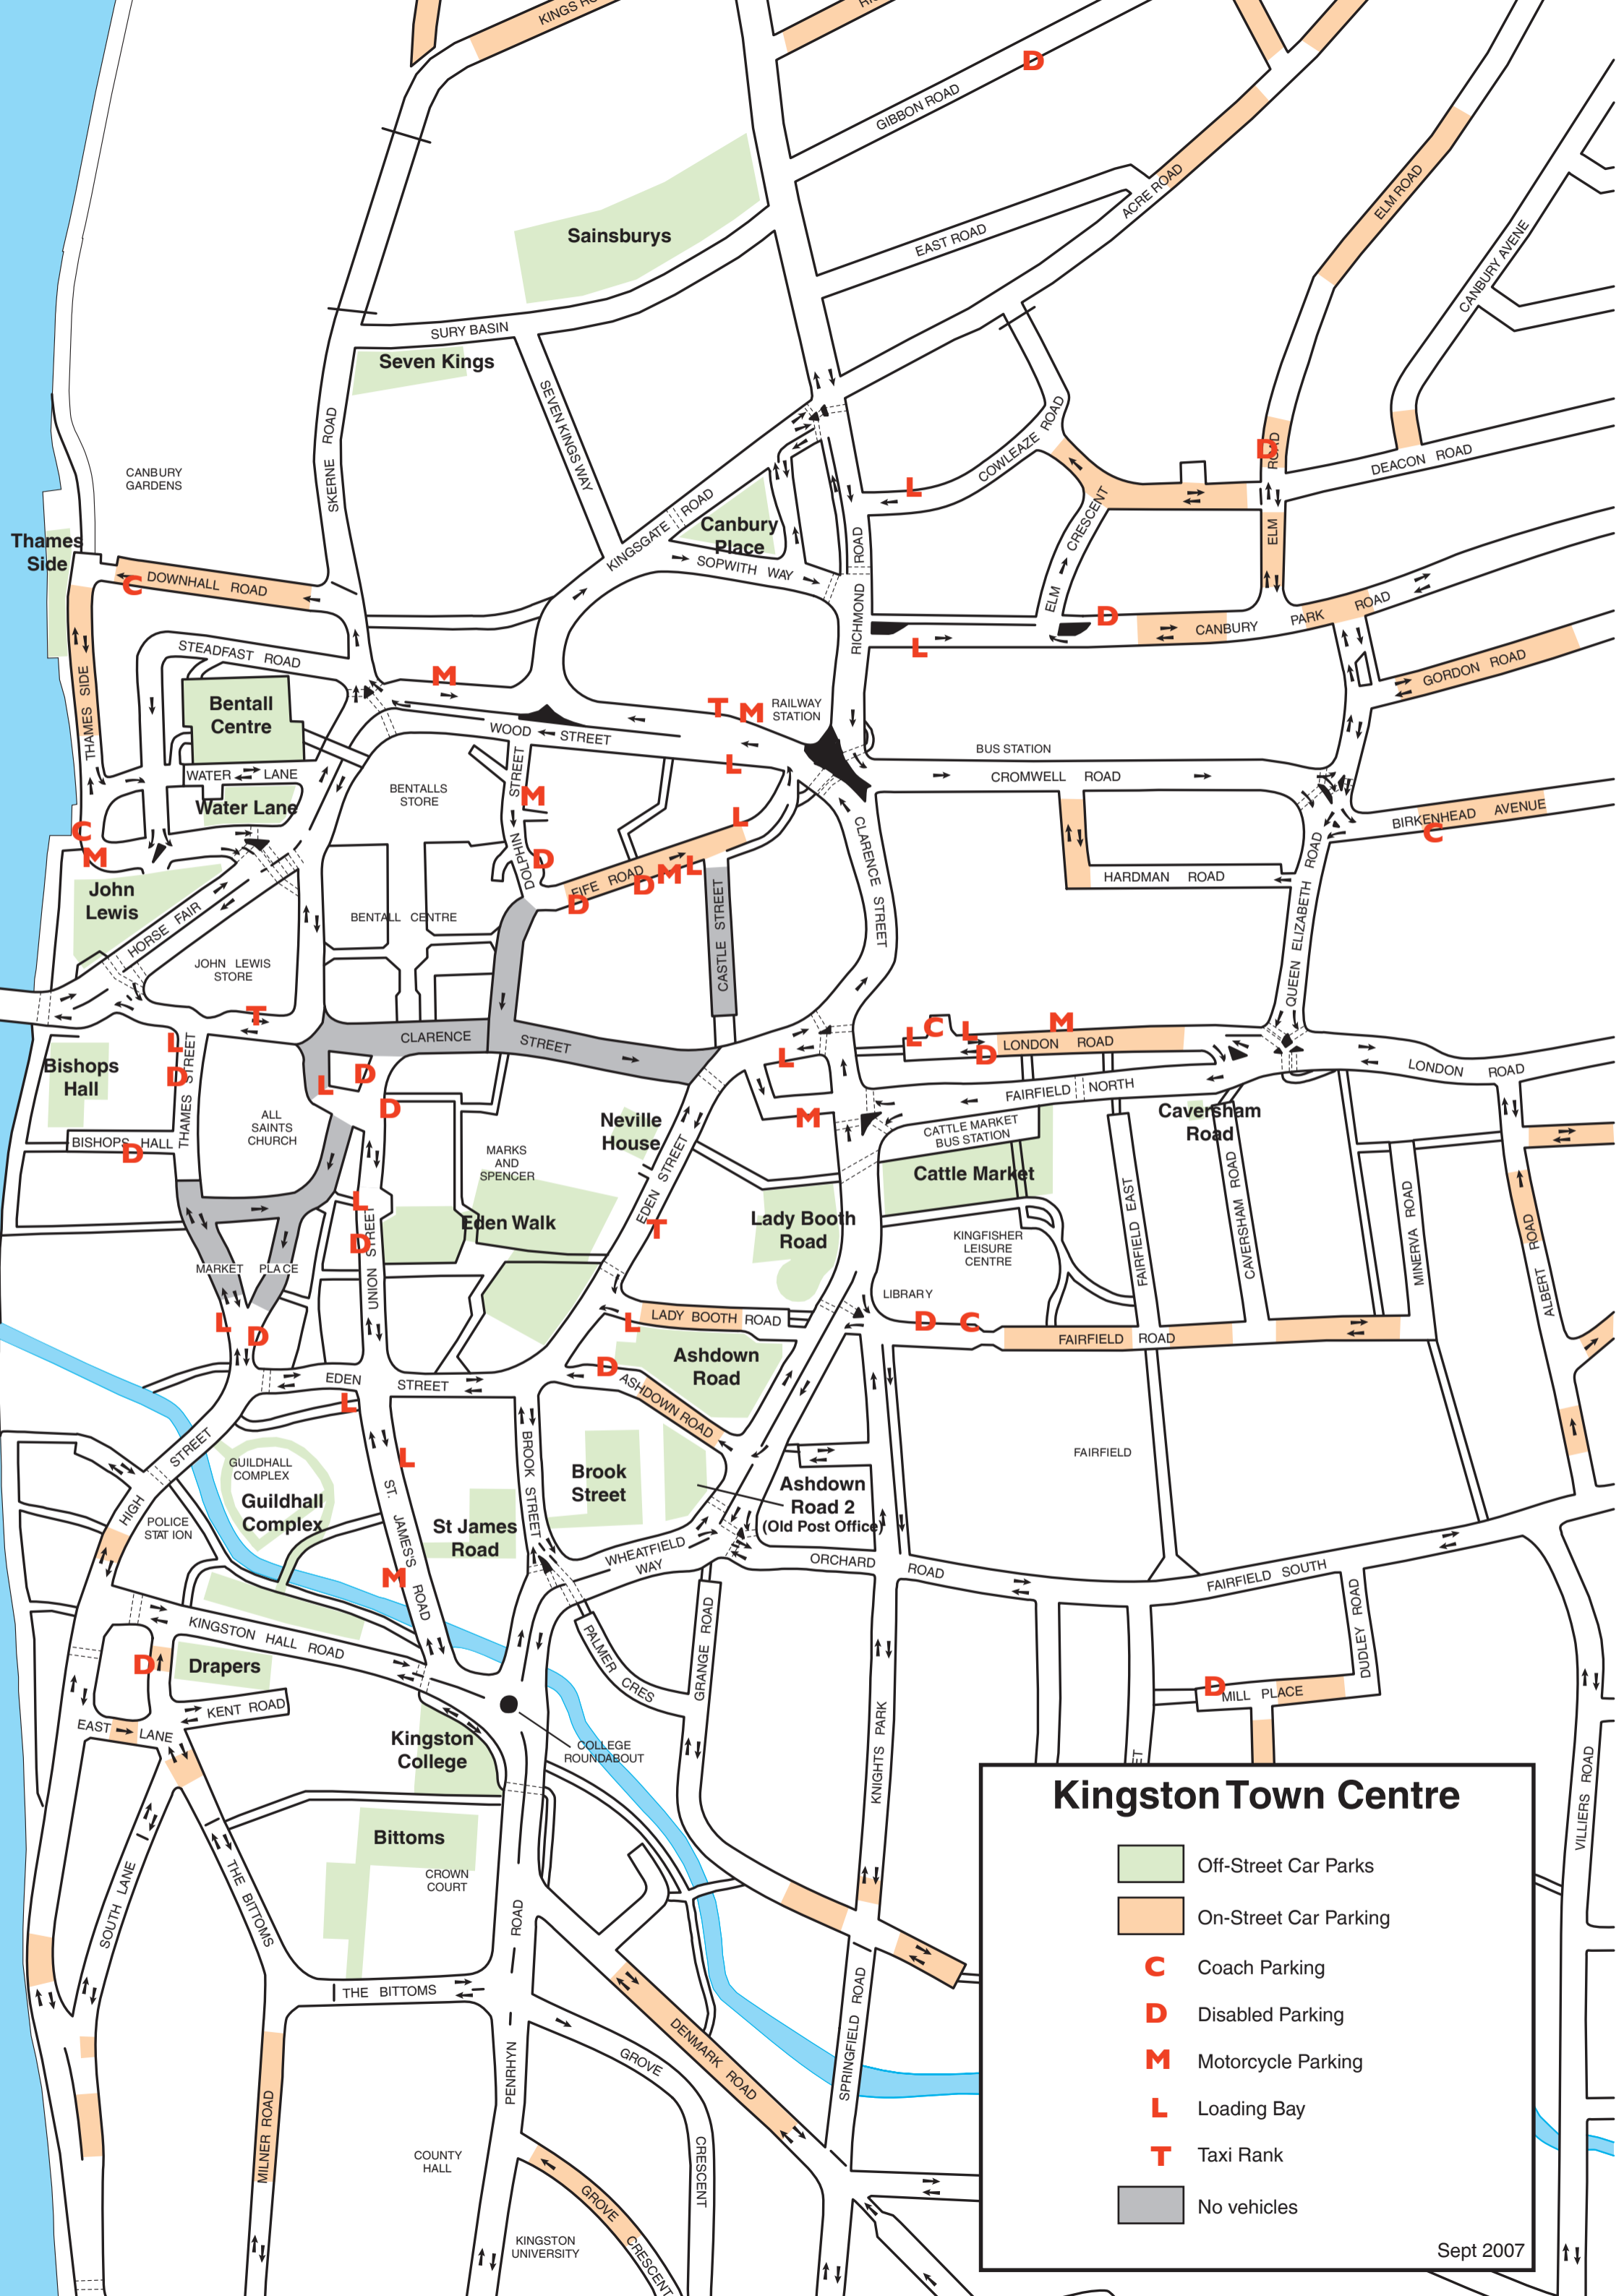 KINGS RO
RI
D
GIBBON ROAD
ACRE ROAD
ELM ROAD
EAST ROAD
CANBURY AVENE
Sainsburys
SURY BASIN
Seven Kings
SKERNE ROAD
SEVEN KINGS WAY
CANBURY
GARDENS
COWLEAZE ROAD
D
ROAD
DEACON ROAD
L
KINGSGATE ROAD
Canbury
Place
SOPWITH WAY
ROAD
CRESCENT
ELM
ELM
Thames
Side
C
DOWNHALL ROAD
RICHMOND
D
CANBURY PARK ROAD
L
STEADFAST ROAD
GORDON ROAD
THAMES SIDE
Bentall
Centre
M
T
M
RAILWAY
STATION
WOOD STREET
BUS STATION
CROMWELL ROAD
L
WATER LANE
Water Lane
BENTALLS
STORE
STREET
DOLPHIN
M
L
BIRKENHEAD AVENUE
C
C
M
D
FIFE ROAD
D
M
L
D
CLARENCE STREET
HARDMAN ROAD
QUEEN ELIZABETH ROAD
John
Lewis
HORSE FAIR
BENTALL CENTRE
CASTLE STREET
JOHN LEWIS
STORE
T
CLARENCE STREET
L
C
L
M
D
LONDON ROAD
LONDON ROAD
Bishops
Hall
L
D
THAMES STREET
L
D
D
L
FAIRFIELD NORTH
M
CATTLE MARKET
BUS STATION
Caversham
Road
ALL
SAINTS
CHURCH
BISHOPS HALL
D
Neville
House
MARKS
AND
SPENCER
Cattle Market
EDEN STREET
T
Eden Walk
Lady Booth
Road
KINGFISHER
LEISURE
CENTRE
FAIRFIELD EAST
CAVERSHAM ROAD
MINERVA ROAD
ALBERT ROAD
L
D
UNION STREET
MARKET PLACE
LIBRARY
L
D
L
LADY BOOTH ROAD
D
C
FAIRFIELD ROAD
Ashdown
Road
D
ASHDOWN ROAD
EDEN STREET
L
HIGH STREET
GUILDHALL
COMPLEX
Guildhall
Complex
L
ST. JAMES'S ROAD
M
BROOK STREET
Brook
Street
Ashdown
Road 2
(Old Post Office)
FAIRFIELD
POLICE
STAT ION
St James
Road
WHEATFIELD
WAY
ORCHARD ROAD
FAIRFIELD SOUTH
KINGSTON HALL ROAD
D
Drapers
PALMER CRES
GRANGE ROAD
DUDLEY ROAD
D
MILL PLACE
KENT ROAD
EAST LANE
Kingston
College
COLLEGE
ROUNDABOUT
KNIGHTS PARK
ET
VILLIERS ROAD
Bittoms
CROWN
COURT
SOUTH LANE
THE BITTOMS
ROAD
THE BITTOMS
PENRHYN
GROVE
CRESCENT
DENMARK ROAD
SPRINGFIELD ROAD
MILNER ROAD
COUNTY
HALL
GROVE CRESCENT
KINGSTON
UNIVERSITY
Kingston Town Centre
Off-Street Car Parks
On-Street Car Parking
C Coach Parking
D Disabled Parking
M Motorcycle Parking
L Loading Bay
T Taxi Rank
No vehicles
Sept 2007